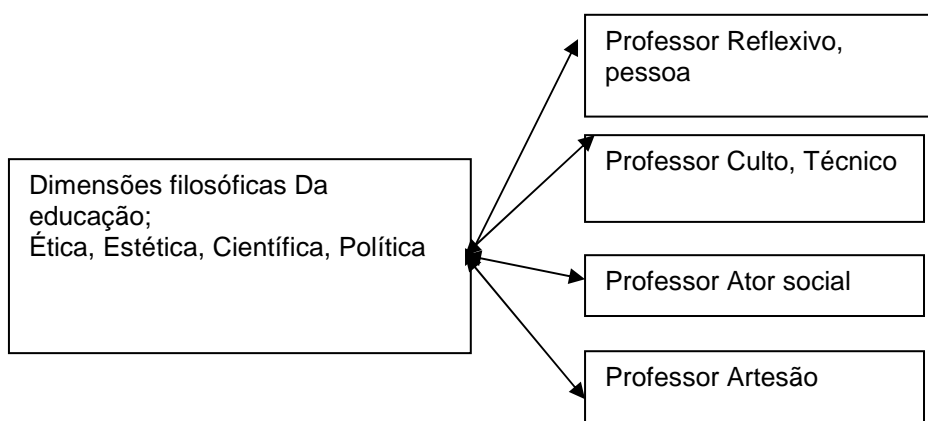 Professor Reflexivo,
pessoa
Professor Culto, Técnico
Dimensões filosóficas Da
educação;
Ética, Estética, Científica, Política
Professor Ator social
Professor Artesão